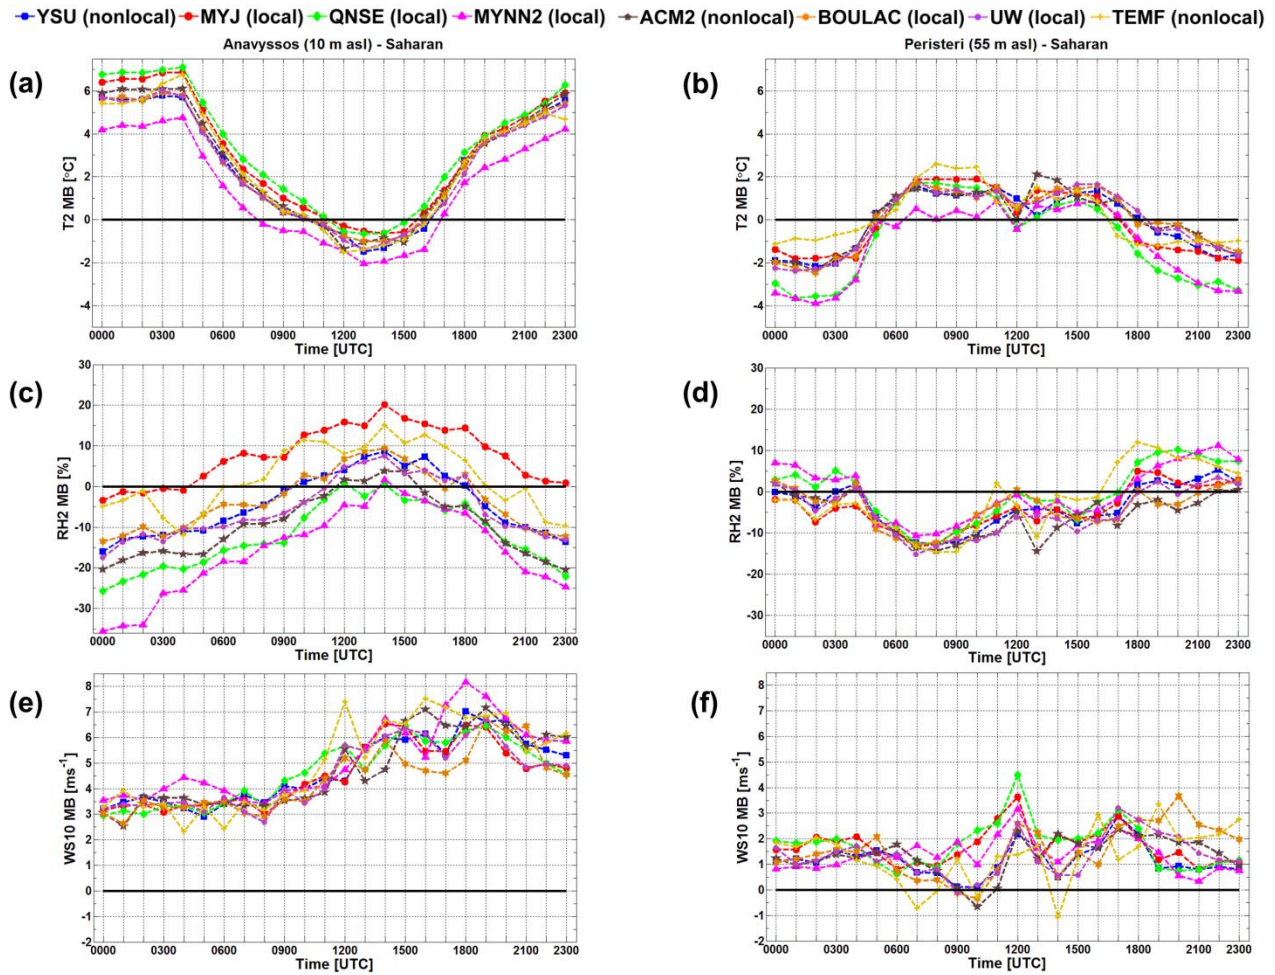 YSU (nonlocal) MYJ (local) QNSE (local) MYNN2 (local) ACM2 (nonlocal) BOULAC (local) UW (local) TEMF (nonlocal)
Anavyssos (10 m asl) - Saharan
(a)
T2 MB [°C]
6
4
2
0
-2
-4
0000 0300 0600 0900 1200 1500 1800 2300
Time [UTC]
Peristeri (55 m asl) - Saharan
(b)
T2 MB [°C]
6
4
2
0
-2
-4
0000 0300 0600 0900 1200 1500 1800 2300
Time [UTC]
(c)
RH2 MB [%]
30
20
10
0
-10
-20
-30
0000 0300 0600 0900 1200 1500 1800 2300
Time [UTC]
(d)
RH2 MB [%]
30
20
10
0
-10
-20
-30
0000 0300 0600 0900 1200 1500 1800 2300
Time [UTC]
(e)
WS10 MB [ms-1]
8
7
6
5
4
3
2
1
0
-1
-2
0000 0300 0600 0900 1200 1500 1800 2300
Time [UTC]
(f)
WS10 MB [ms-1]
8
7
6
5
4
3
2
1
0
-1
-2
0000 0300 0600 0900 1200 1500 1800 2300
Time [UTC]